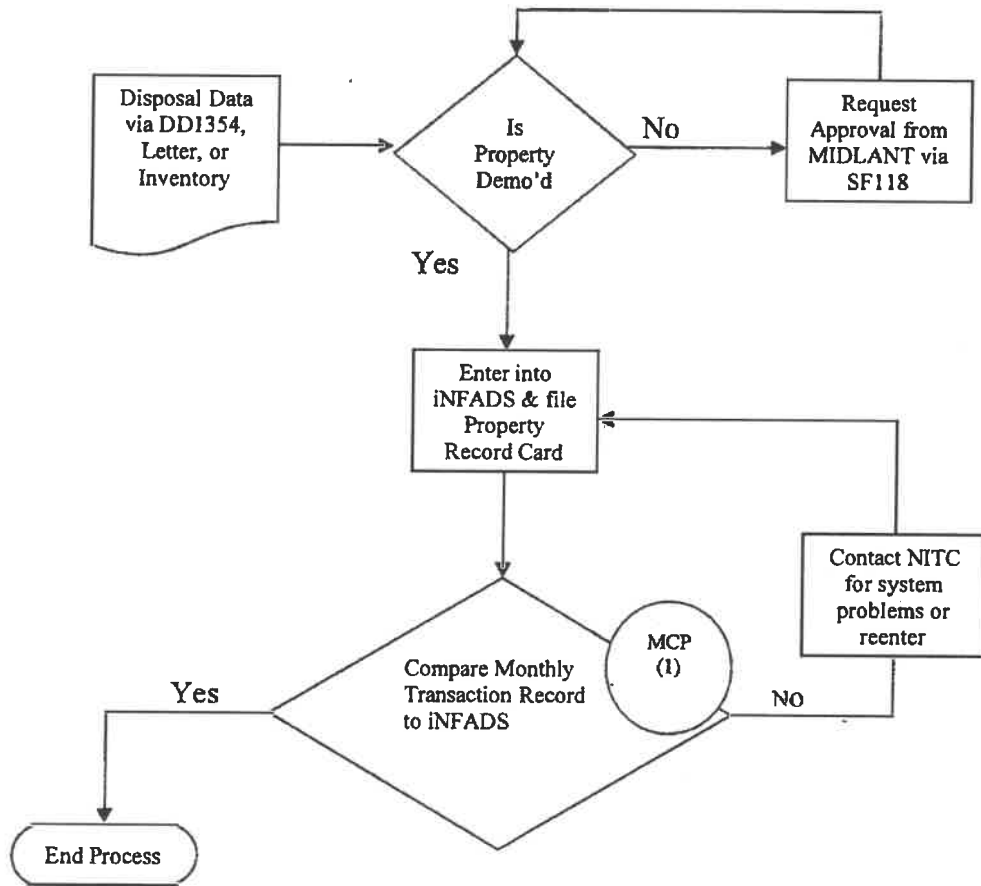 Disposal Data
via DD1354,
Letter, or
Inventory
Is
Property
Demo'd
No
Request
Approval from
MIDLANT via
SF118
Yes
Enter into
iNFADS & file
Property
Record Card
Contact NITC
for system
problems or
reenter
MCP
(1)
Compare Monthly
Transaction Record
to iNFADS
Yes
No
End Process